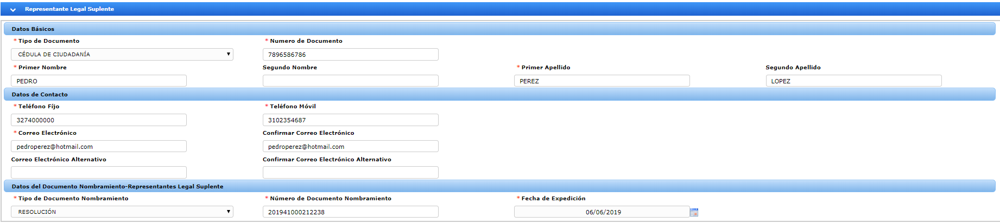 Representante Legal Suplente
Datos Básicos
* Tipo de Documento * Numero de Documento
CÉDULA DE CIUDADANÍA 7896586786
* Primer Nombre Segundo Nombre * Primer Apellido Segundo Apellido
PEDRO PEREZ LOPEZ
Datos de Contacto
* Teléfono Fíjo * Teléfono Móvil
3274000000 3102354687
* Correo Electrónico Confirmar Correo Electrónico
pedroperez@hotmail.com pedroperez@hotmail.com
Correo Electrónico Alternativo Confirmar Correo Electrónico Alternativo
Datos del Documento Nombramiento-Representantes Legal Suplente
* Tipo de Documento Nombramiento * Número de Documento Nombramiento * Fecha de Expedición
RESOLUCIÓN 201941000212238 06/06/2019